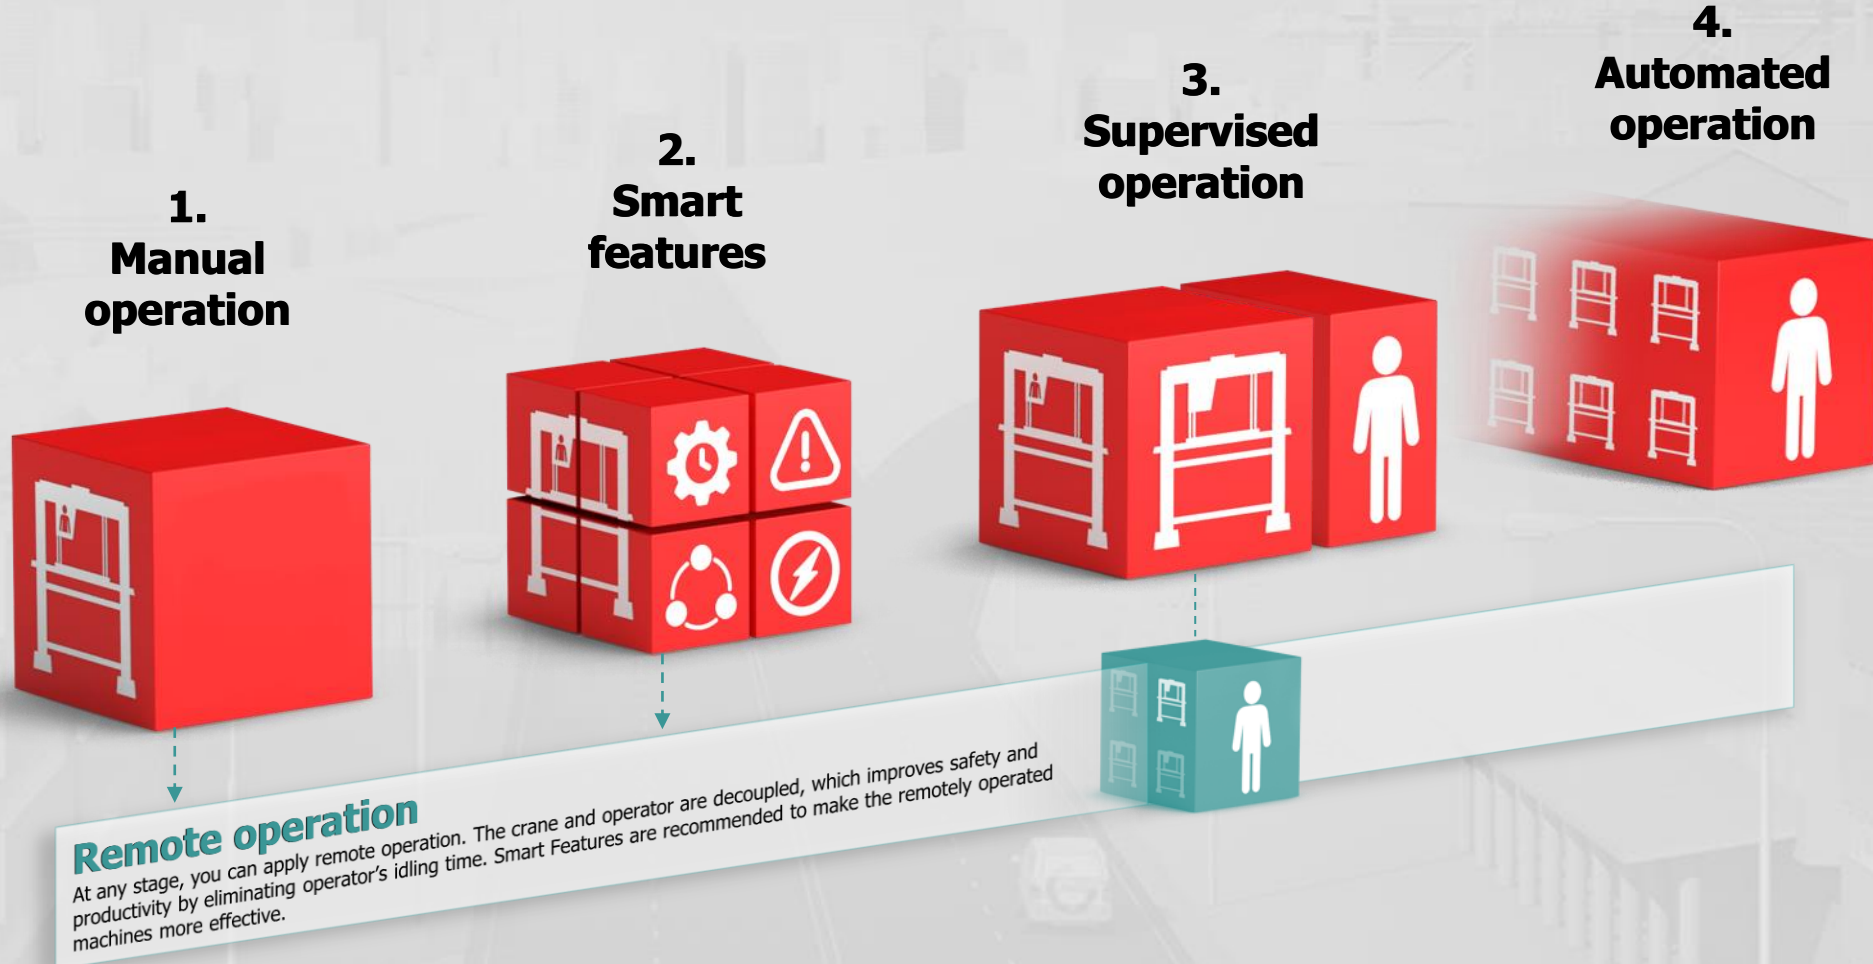 1.
Manual
operation
2.
Smart
features
3.
Supervised
operation
4.
Automated
operation
Remote operation
At any stage, you can apply remote operation. The crane and operator are decoupled, which improves safety and
productivity by eliminating operator’s idling time. Smart Features are recommended to make the remotely operated
machines more effective.